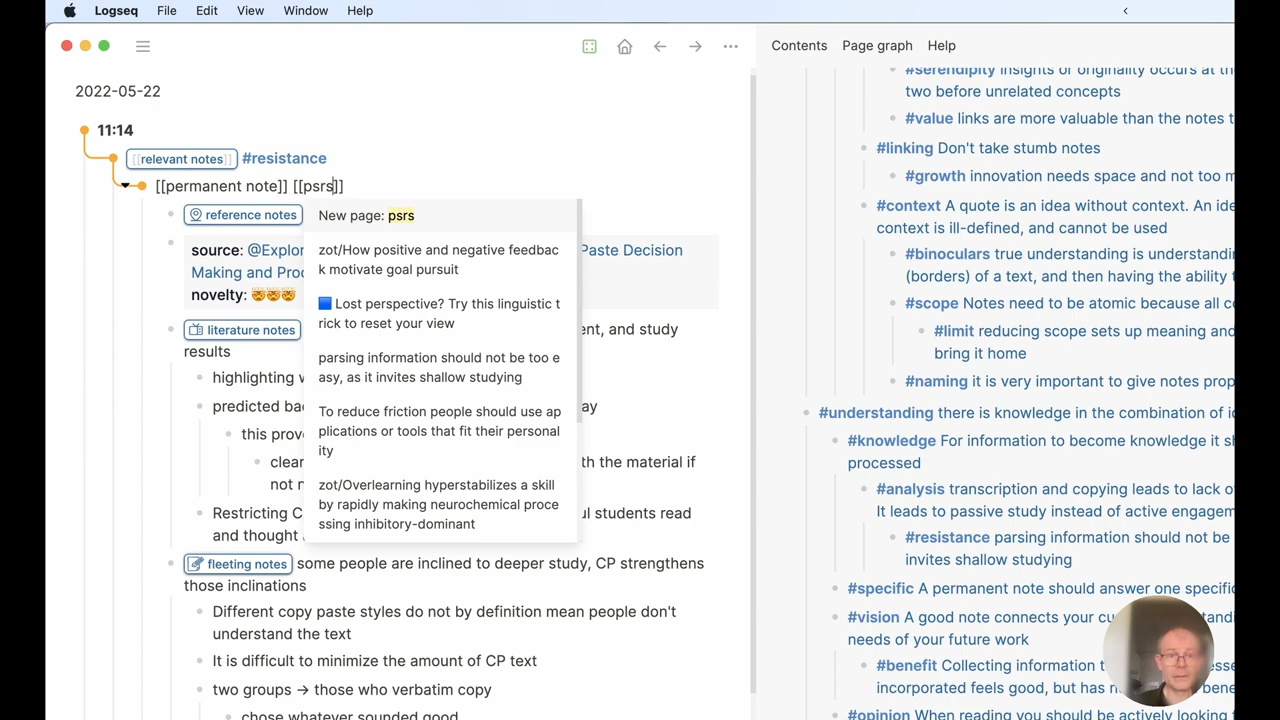 Logseq File Edit View Window Help
2022-05-22
11:14
[[relevant notes]] #resistance
[[permanent note]] [[psrs]]
reference notes
source: @Explor
Paste Decision
Making and Proc
novelty: 🤯🤯🤯
literature notes
ent, and study
results
highlighting w
predicted bac
ay
this prove
clear
th the material if
not n
Restricting C
ul students read
and thought
fleeting notes some people are inclined to deeper study, CP strengthens
those inclinations
Different copy paste styles do not by definition mean people don't
understand the text
It is difficult to minimize the amount of CP text
two groups → those who verbatim copy
chose whatever sounded good
New page: psrs
zot/How positive and negative feedbac
k motivate goal pursuit
🟦 Lost perspective? Try this linguistic t
rick to reset your view
parsing information should not be too e
asy, as it invites shallow studying
To reduce friction people should use ap
plications or tools that fit their personal
ity
zot/Overlearning hyperstabilizes a skill
by rapidly making neurochemical proce
ssing inhibitory-dominant
Contents Page graph Help
#serendipity insights or originality occurs at th
two before unrelated concepts
#value links are more valuable than the notes t
#linking Don't take stumb notes
#growth innovation needs space and not too m
#context A quote is an idea without context. An ide
context is ill-defined, and cannot be used
#binoculars true understanding is understandin
(borders) of a text, and then having the ability t
#scope Notes need to be atomic because all c
#limit reducing scope sets up meaning and
bring it home
#naming it is very important to give notes prop
#understanding there is knowledge in the combination of id
#knowledge For information to become knowledge it sh
processed
#analysis transcription and copying leads to lack o
It leads to passive study instead of active engagem
#resistance parsing information should not be
invites shallow studying
#specific A permanent note should answer one specific
#vision A good note connects your cu
needs of your future work
#benefit Collecting information t
incorporated feels good, but has n
#opinion When reading you should be actively looking